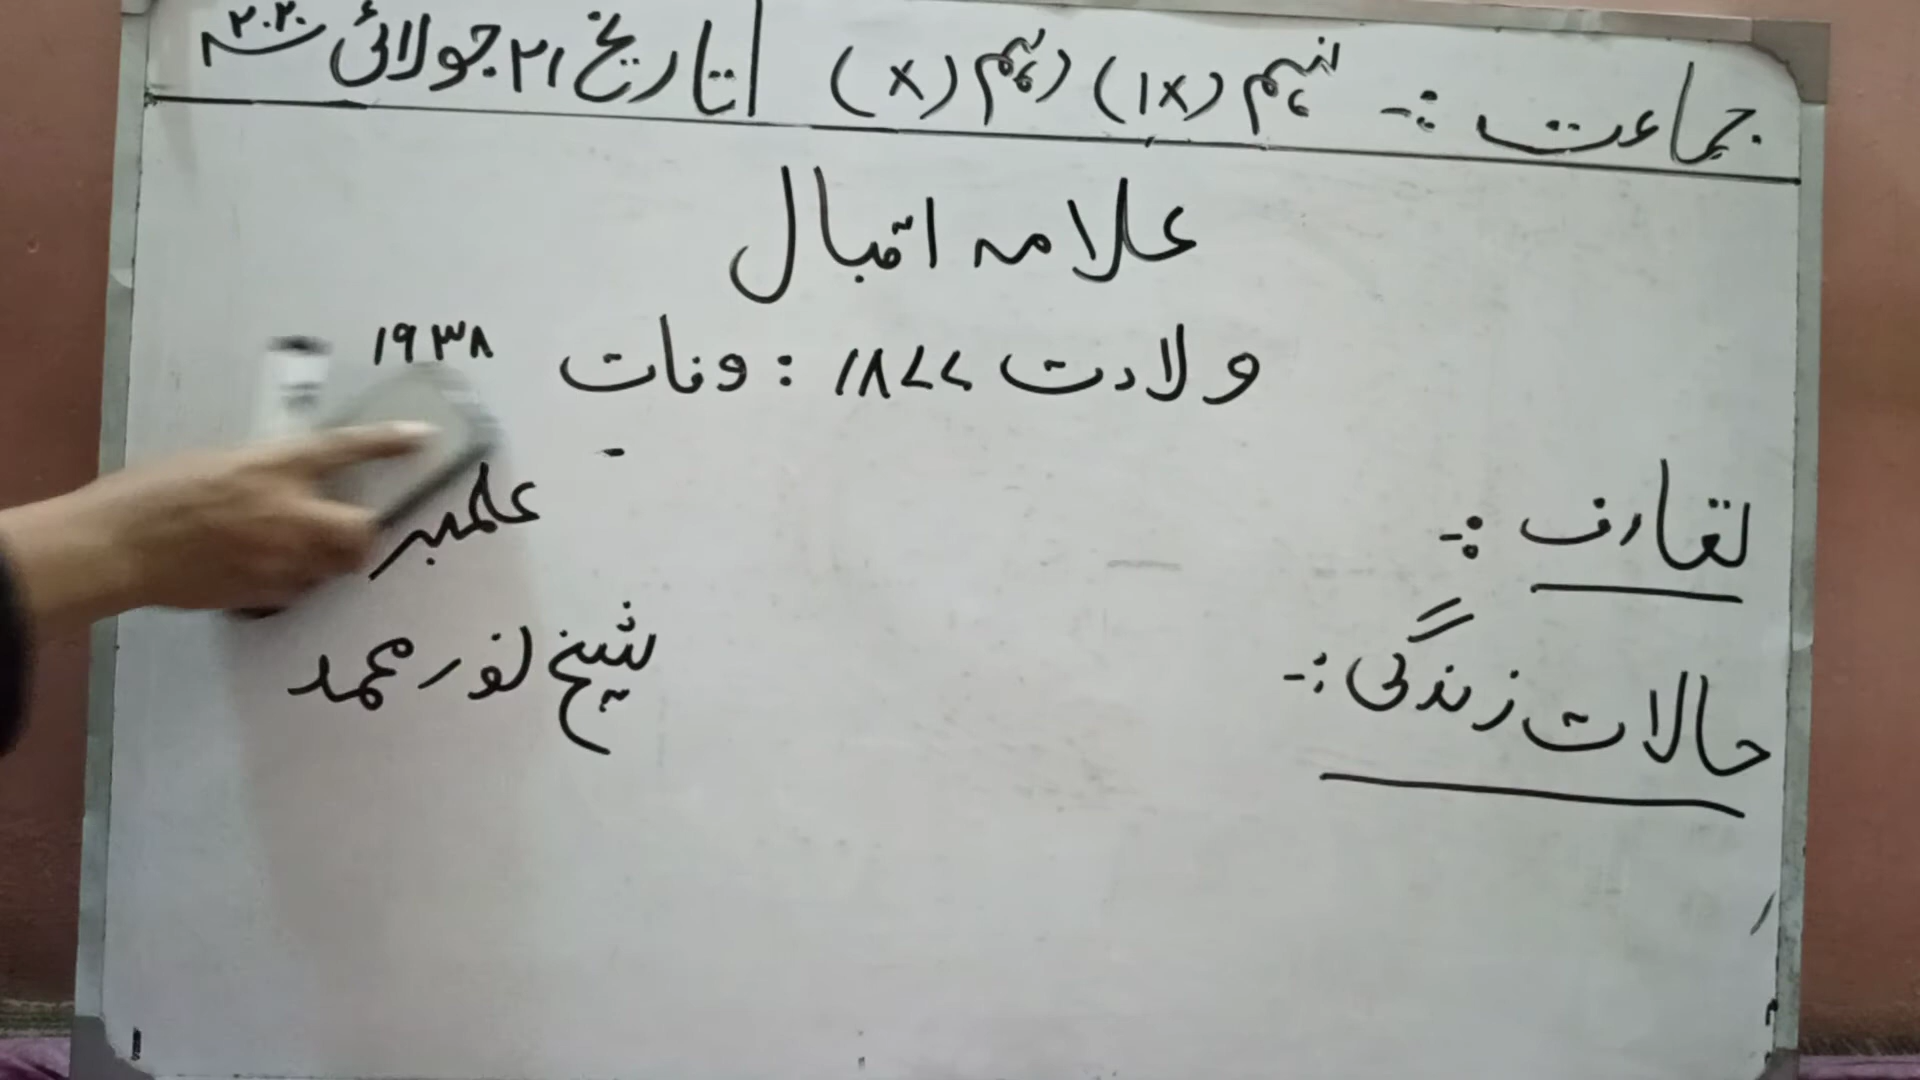 جماعت :- نہم (IX) دہم (X) | تاریخ ۲۱ جولائی ۲۰۲۰ء
علامہ اقبال
ولادت ۱۸۷۷ : وفات ۱۹۳۸
تعارف :-
حالات زندگی :- شیخ نور محمد